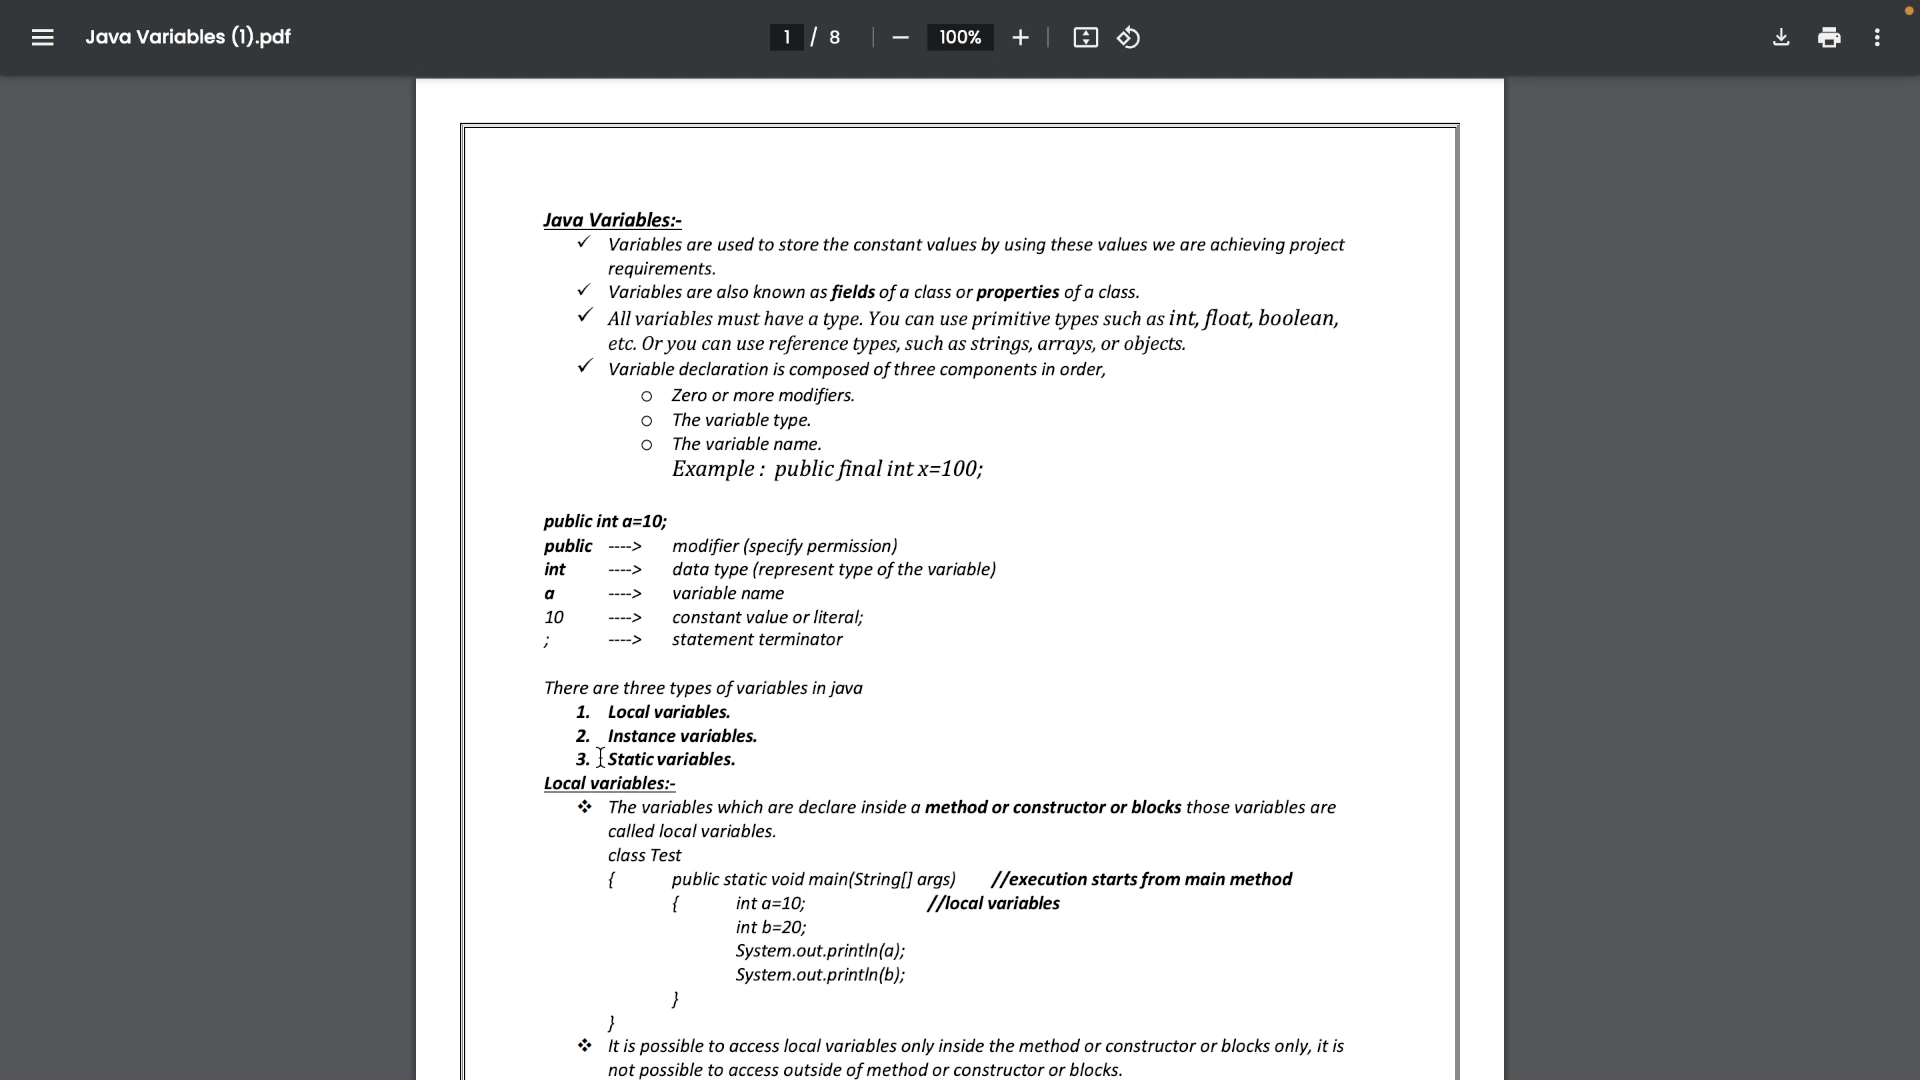 Java Variables (1).pdf
1 / 8
100%
Java Variables:-
✓ Variables are used to store the constant values by using these values we are achieving project
requirements.
✓ Variables are also known as fields of a class or properties of a class.
✓ All variables must have a type. You can use primitive types such as int, float, boolean,
etc. Or you can use reference types, such as strings, arrays, or objects.
✓ Variable declaration is composed of three components in order,
o Zero or more modifiers.
o The variable type.
o The variable name.
Example : public final int x=100;
public int a=10;
public ----> modifier (specify permission)
int ----> data type (represent type of the variable)
a ----> variable name
10 ----> constant value or literal;
; ----> statement terminator
There are three types of variables in java
1. Local variables.
2. Instance variables.
3. Static variables.
Local variables:-
❖ The variables which are declare inside a method or constructor or blocks those variables are
called local variables.
class Test
{ public static void main(String[] args) //execution starts from main method
{ int a=10; //local variables
int b=20;
System.out.println(a);
System.out.println(b);
}
}
❖ It is possible to access local variables only inside the method or constructor or blocks only, it is
not possible to access outside of method or constructor or blocks.